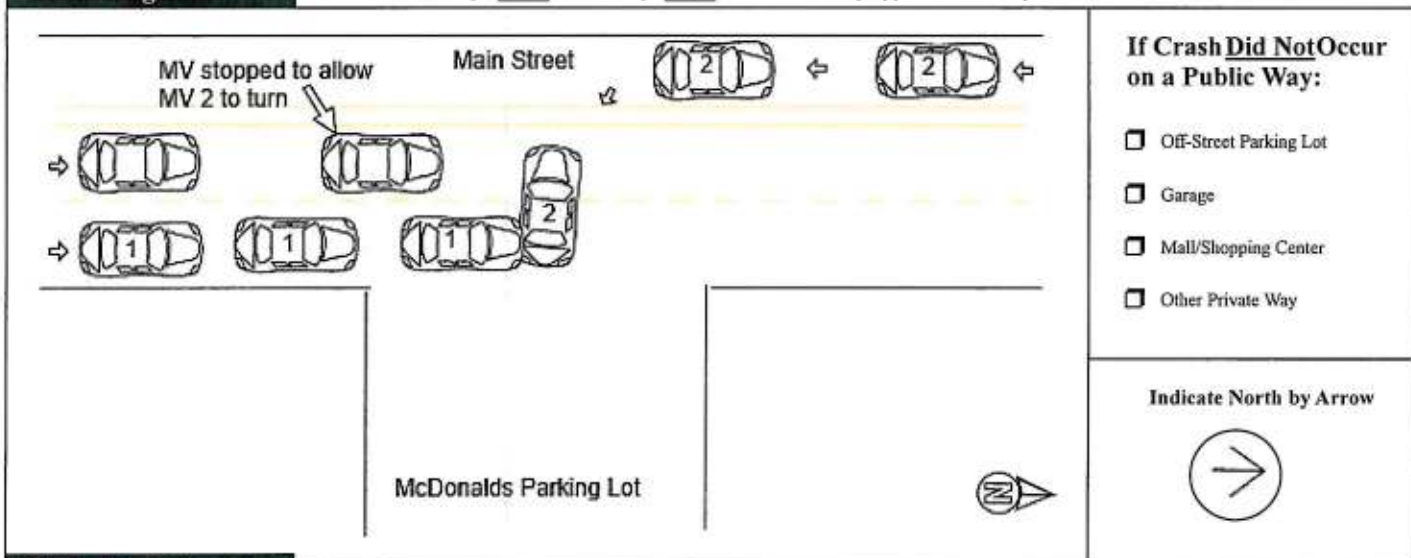 Main Street
MV stopped to allow
MV 2 to turn
2
2
2
1
1
1
McDonalds Parking Lot
N
If Crash Did Not Occur
on a Public Way:
Off-Street Parking Lot
Garage
Mall/Shopping Center
Other Private Way
Indicate North by Arrow